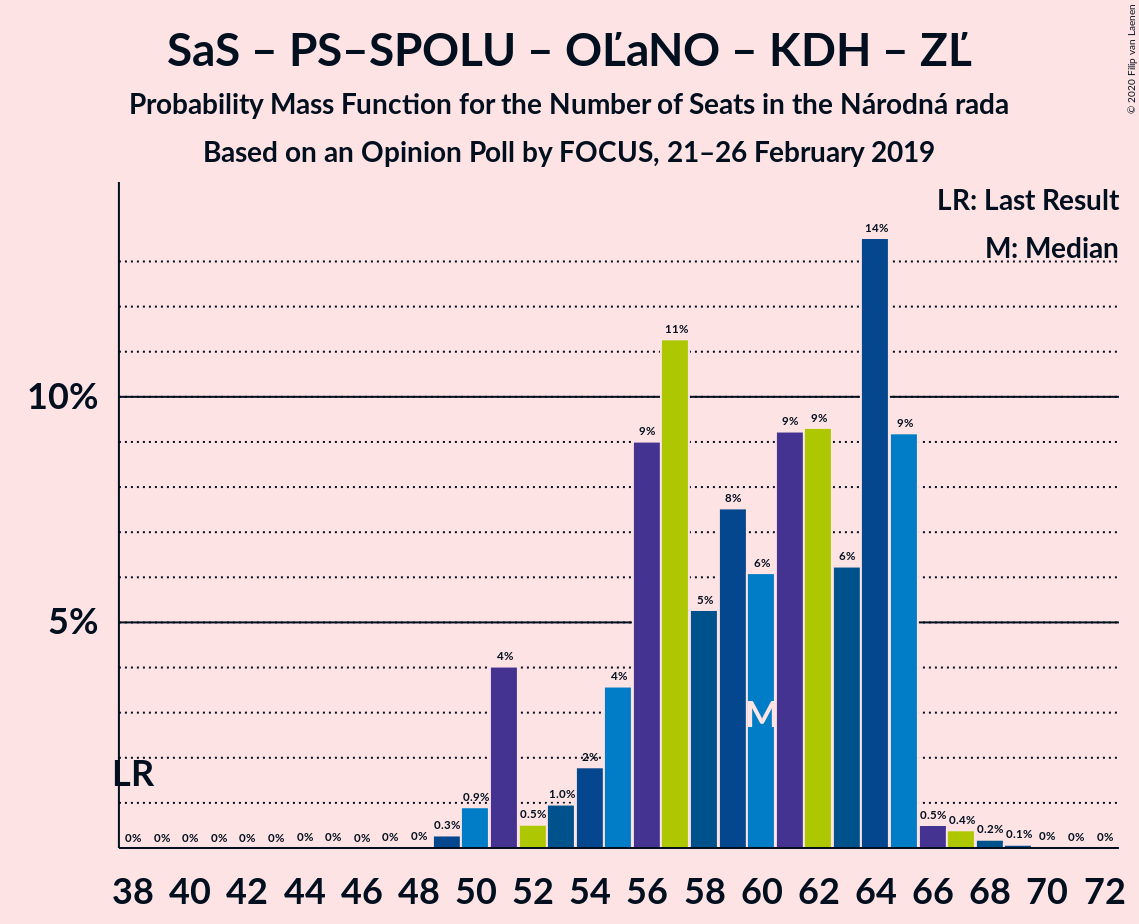 SaS – PS–SPOLU – OĽaNO – KDH – ZĽ
Probability Mass Function for the Number of Seats in the Národná rada
Based on an Opinion Poll by FOCUS, 21–26 February 2019
© 2020 Filip van Laenen
LR: Last Result
M: Median
10%
5%
LR
M
0% 0% 0% 0% 0% 0% 0% 0% 0% 0% 0% 0.3% 0.9% 4% 0.5% 1.0% 2% 4% 9% 11% 5% 8% 6% 9% 9% 6% 14% 9% 0.5% 0.4% 0.2% 0.1% 0% 0% 0%
38 40 42 44 46 48 50 52 54 56 58 60 62 64 66 68 70 72